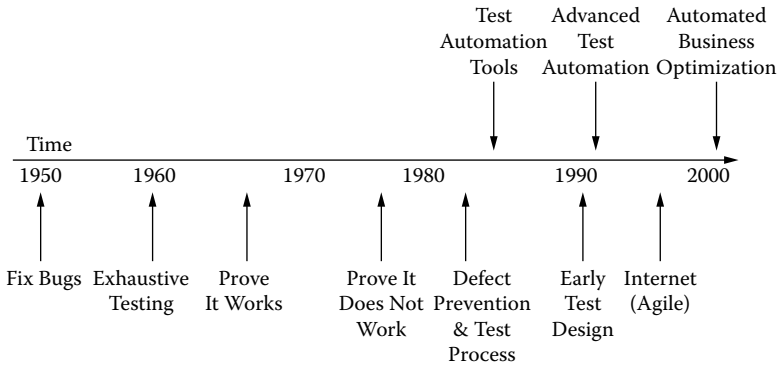 Test
Automation
Tools
Advanced
Test
Automation
Automated
Business
Optimization
Time
1950 1960 1970 1980 1990 2000
Fix Bugs
Exhaustive
Testing
Prove
It Works
Prove It
Does Not
Work
Defect
Prevention
& Test
Process
Early
Test
Design
Internet
(Agile)